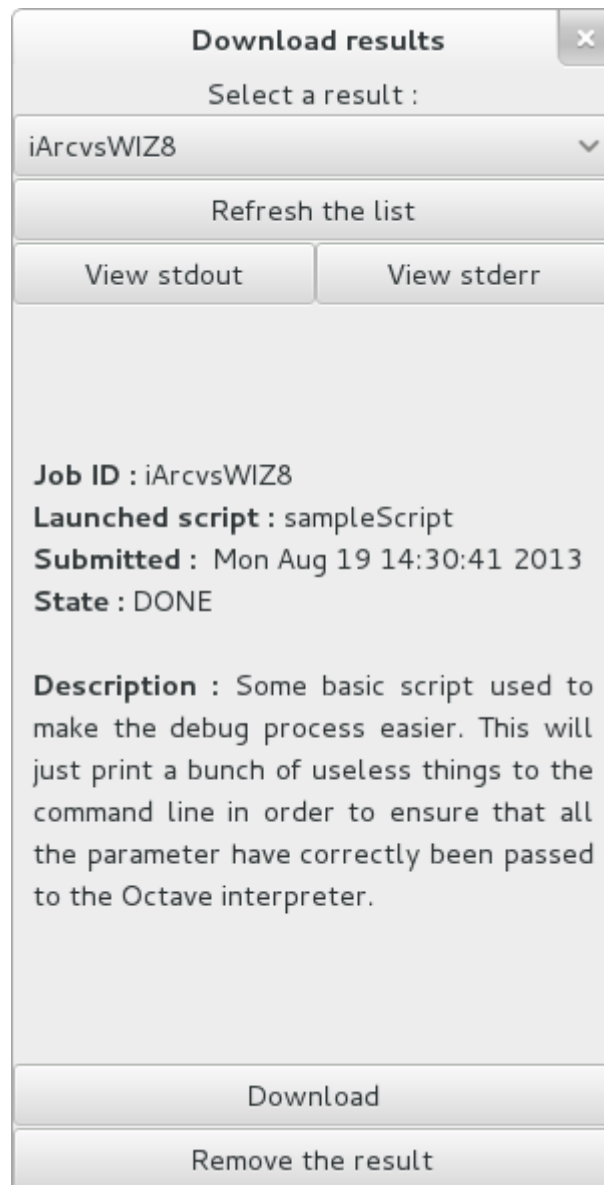 Download results
Select a result :
iArcvsWIZ8
Refresh the list
View stdout
View stderr
Job ID : iArcvsWIZ8
Launched script : sampleScript
Submitted :  Mon Aug 19 14:30:41 2013
State : DONE
Description : Some basic script used to
make the debug process easier. This will
just print a bunch of useless things to the
command line in order to ensure that all
the parameter have correctly been passed
to the Octave interpreter.
Download
Remove the result